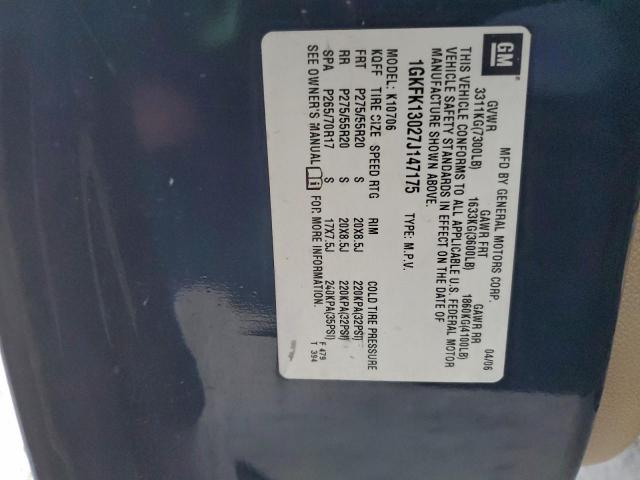 GM
MFD BY GENERAL MOTORS CORP. 04/06
GVWR GAWR FRT GAWR RR
3311KG(7300LB) 1633KG(3600LB) 1860KG(4100LB)
THIS VEHICLE CONFORMS TO ALL APPLICABLE U.S. FEDERAL MOTOR
VEHICLE SAFETY STANDARDS IN EFFECT ON THE DATE OF
MANUFACTURE SHOWN ABOVE.
1GKFK13027J147175 TYPE: M.P.V.
MODEL: K10706
KQFF TIRE SIZE SPEED RTG RIM COLD TIRE PRESSURE
FRT P275/55R20 S 20X8.5J 220KPA(32PSI)
RR P275/55R20 S 20X8.5J 220KPA(32PSI)
SPA P265/70R17 S 17X7.5J 240KPA(35PSI)
SEE OWNER'S MANUAL FOR MORE INFORMATION.
F 479
T 394